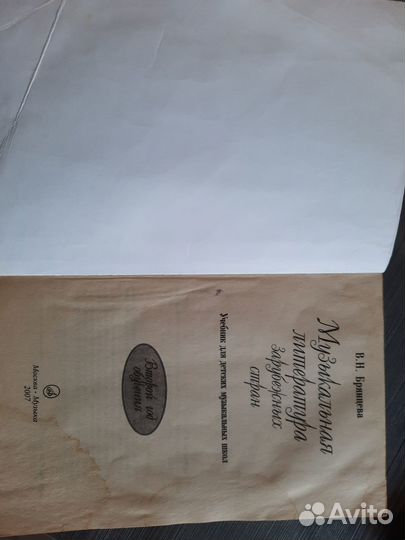 В.Н. Брянцева
Музыкальная
литература
зарубежных
стран
Учебник для детских музыкальных школ
Второй год
обучения
Москва • Музыка
2007
Avito